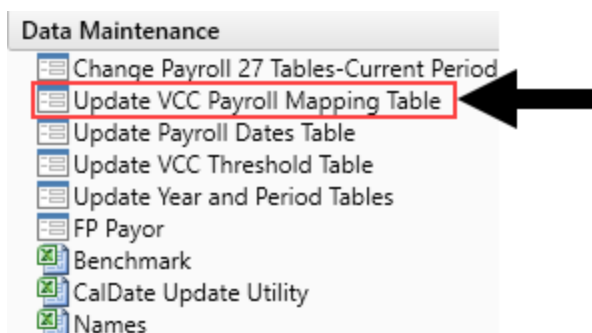 Data Maintenance
Change Payroll 27 Tables-Current Period
Update VCC Payroll Mapping Table
Update Payroll Dates Table
Update VCC Threshold Table
Update Year and Period Tables
FP Payor
Benchmark
CalDate Update Utility
Names